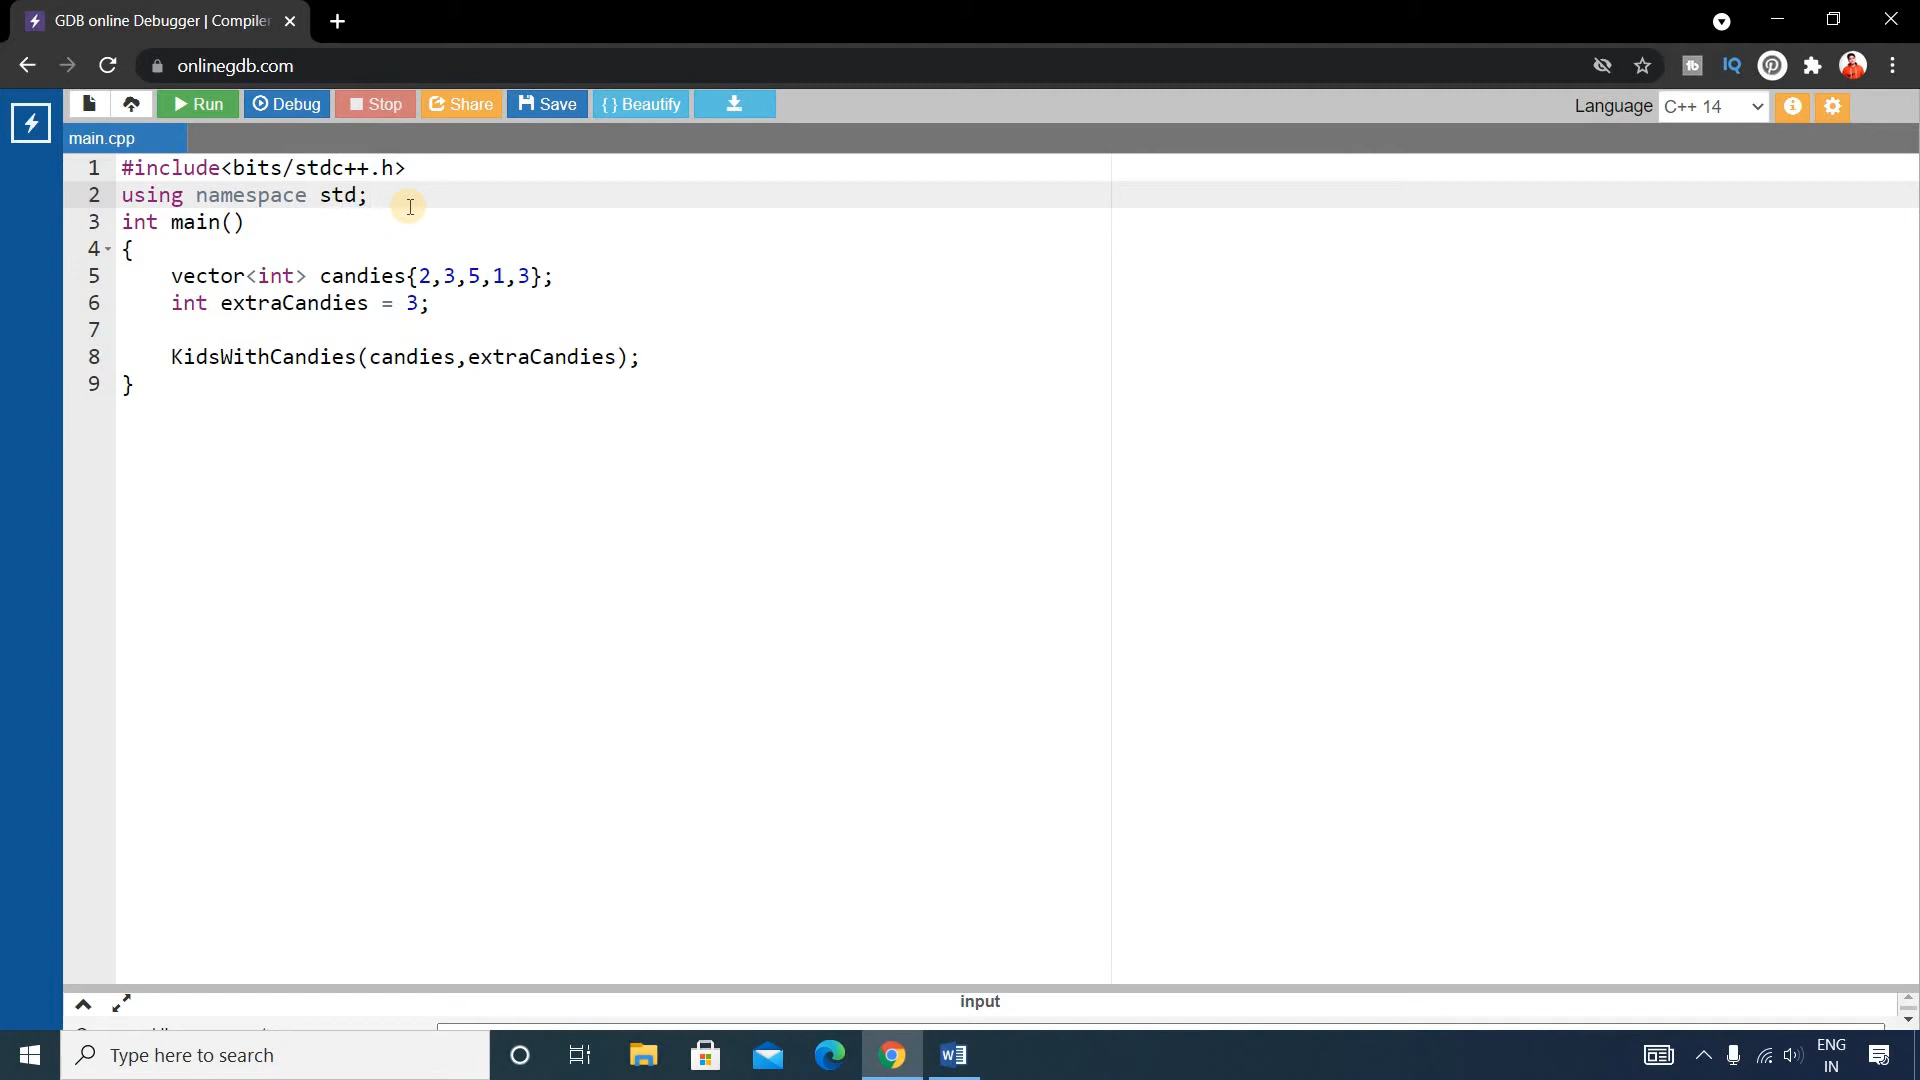 GDB online Debugger | Compiler
onlinegdb.com
Run Debug Stop Share Save { } Beautify Language C++ 14
main.cpp
1 #include<bits/stdc++.h>
2 using namespace std;
3 int main()
4 {
5 vector<int> candies{2,3,5,1,3};
6 int extraCandies = 3;
7
8 KidsWithCandies(candies,extraCandies);
9 }
input
Type here to search
ENG
IN